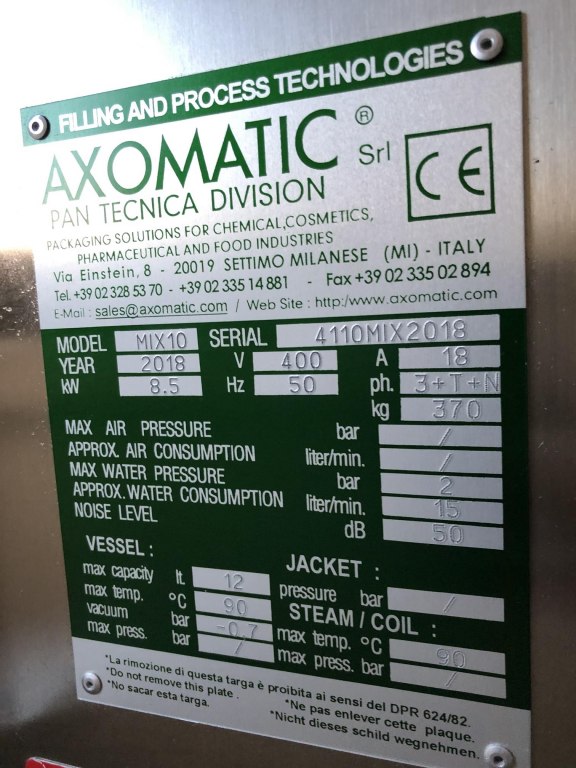 FILLING AND PROCESS TECHNOLOGIES
AXOMATIC ® Srl CE
PAN TECNICA DIVISION
PACKAGING SOLUTIONS FOR CHEMICAL,COSMETICS,
PHARMACEUTICAL AND FOOD INDUSTRIES
Via Einstein, 8 - 20019 SETTIMO MILANESE (MI) - ITALY
Tel. +39 02 328 53 70 - +39 02 335 14 881 - Fax +39 02 335 02 894
E-Mail : sales@axomatic.com / Web Site : http:/www.axomatic.com
MODEL MIX10 SERIAL 4110MIX2018
YEAR 2018 V 400 A 18
kW 8.5 Hz 50 ph. 3+T+N
kg 370
MAX AIR PRESSURE bar /
APPROX. AIR CONSUMPTION liter/min. /
MAX WATER PRESSURE bar 2
APPROX. WATER CONSUMPTION liter/min. 15
NOISE LEVEL dB 50
VESSEL :
max capacity lt. 12
max temp. °C 90
vacuum bar -0,7
max press. bar /
JACKET :
pressure bar /
STEAM / COIL :
max temp. °C 90
max press. bar /
*La rimozione di questa targa è proibita ai sensi del DPR 624/82.
*Do not remove this plate . *Ne pas enlever cette plaque.
*No sacar esta targa. *Nicht dieses schild wegnehmen.